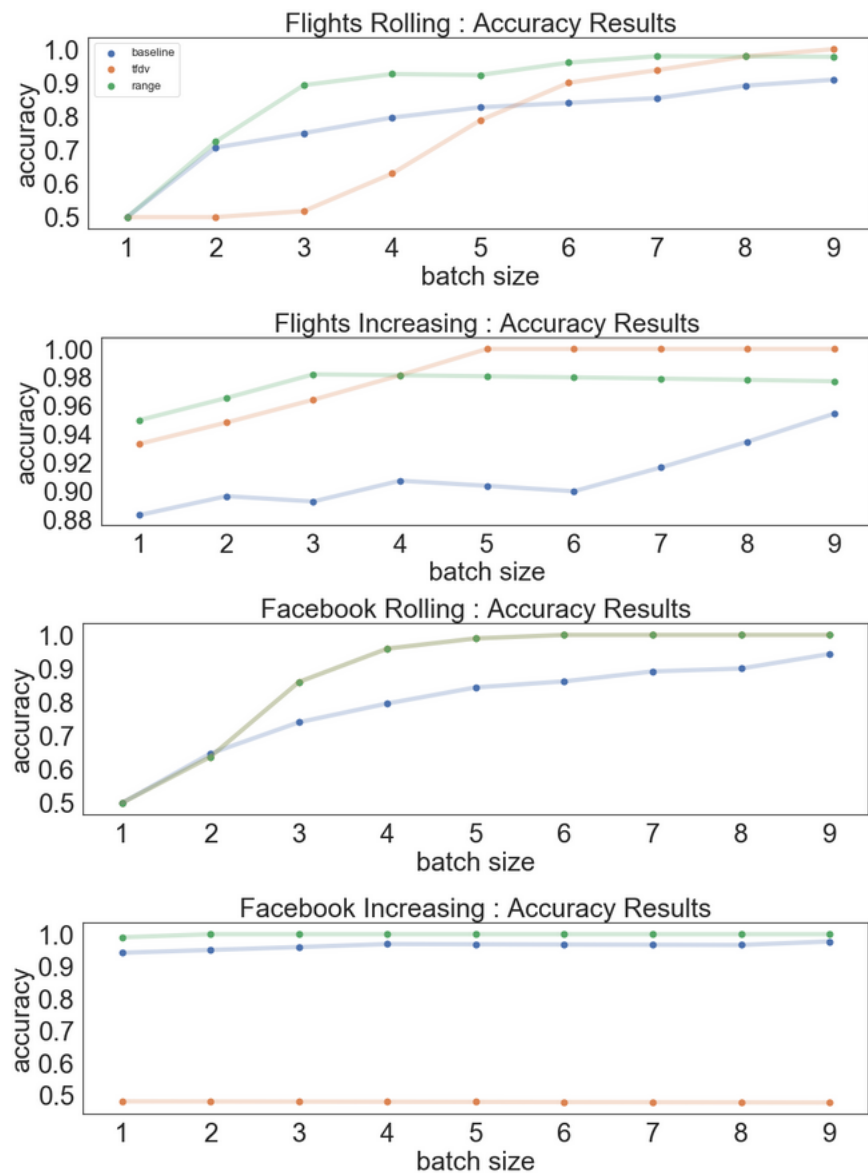 Flights Rolling : Accuracy Results
baseline
tfdv
range
accuracy
1.0
0.9
0.8
0.7
0.6
0.5
1 2 3 4 5 6 7 8 9
batch size
Flights Increasing : Accuracy Results
accuracy
1.00
0.98
0.96
0.94
0.92
0.90
0.88
1 2 3 4 5 6 7 8 9
batch size
Facebook Rolling : Accuracy Results
accuracy
1.0
0.9
0.8
0.7
0.6
0.5
1 2 3 4 5 6 7 8 9
batch size
Facebook Increasing : Accuracy Results
accuracy
1.0
0.9
0.8
0.7
0.6
0.5
1 2 3 4 5 6 7 8 9
batch size